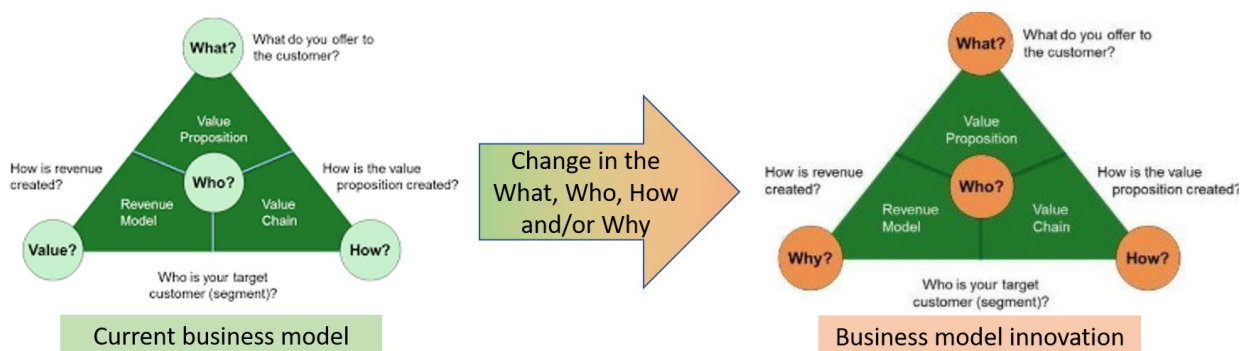 What?
What do you offer to
the customer?
Value
Proposition
How is revenue
created?
Who?
How is the value
proposition created?
Revenue
Model
Value
Chain
Value?
How?
Who is your target
customer (segment)?
Current business model
Change in the
What, Who, How
and/or Why
What?
What do you offer to
the customer?
Value
Proposition
How is revenue
created?
Who?
How is the value
proposition created?
Revenue
Model
Value
Chain
Why?
How?
Who is your target
customer (segment)?
Business model innovation